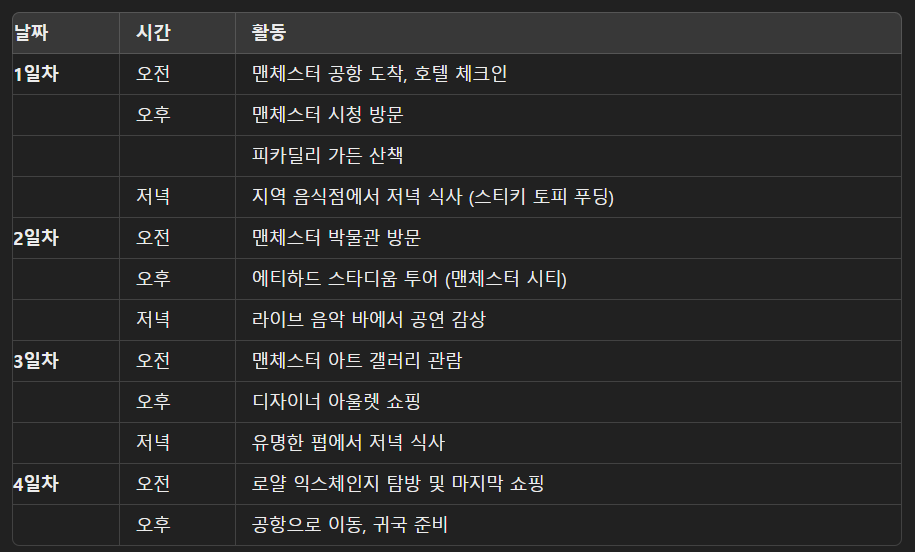 날짜 시간 활동
1일차 오전 맨체스터 공항 도착, 호텔 체크인
오후 맨체스터 시청 방문
피카딜리 가든 산책
저녁 지역 음식점에서 저녁 식사 (스티키 토피 푸딩)
2일차 오전 맨체스터 박물관 방문
오후 에티하드 스타디움 투어 (맨체스터 시티)
저녁 라이브 음악 바에서 공연 감상
3일차 오전 맨체스터 아트 갤러리 관람
오후 디자이너 아울렛 쇼핑
저녁 유명한 펍에서 저녁 식사
4일차 오전 로얄 익스체인지 탐방 및 마지막 쇼핑
오후 공항으로 이동, 귀국 준비